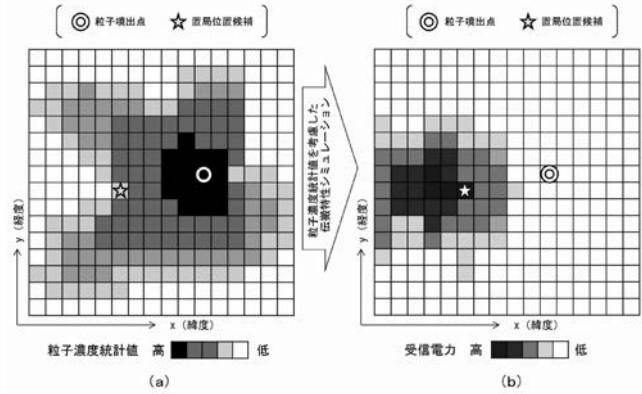 粒子噴出点 置局位置候補
粒子噴出点 置局位置候補
y (経度)
x (緯度)
粒子濃度統計値 高 低
(a)
粒子濃度統計値を考慮した
伝搬特性シミュレーション
y (経度)
x (緯度)
受信電力 高 低
(b)